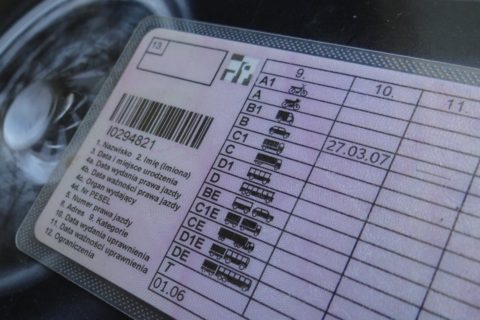 13.
I0294821
1. Nazwisko 2. Imię (Imiona)
3. Data i miejsce urodzenia
4a. Data wydania prawa jazdy
4b. Data ważności prawa jazdy
4c. Organ wydający
4d. Nr PESEL
5. Numer prawa jazdy
8. Adres 9. Kategorie
10. Data wydania uprawnienia
11. Data ważności uprawnienia
12. Ograniczenia
9. 10. 11.
A1
A
B1
B 27.03.07
C1
C
D1
D
BE
C1E
CE
D1E
DE
T
01.06